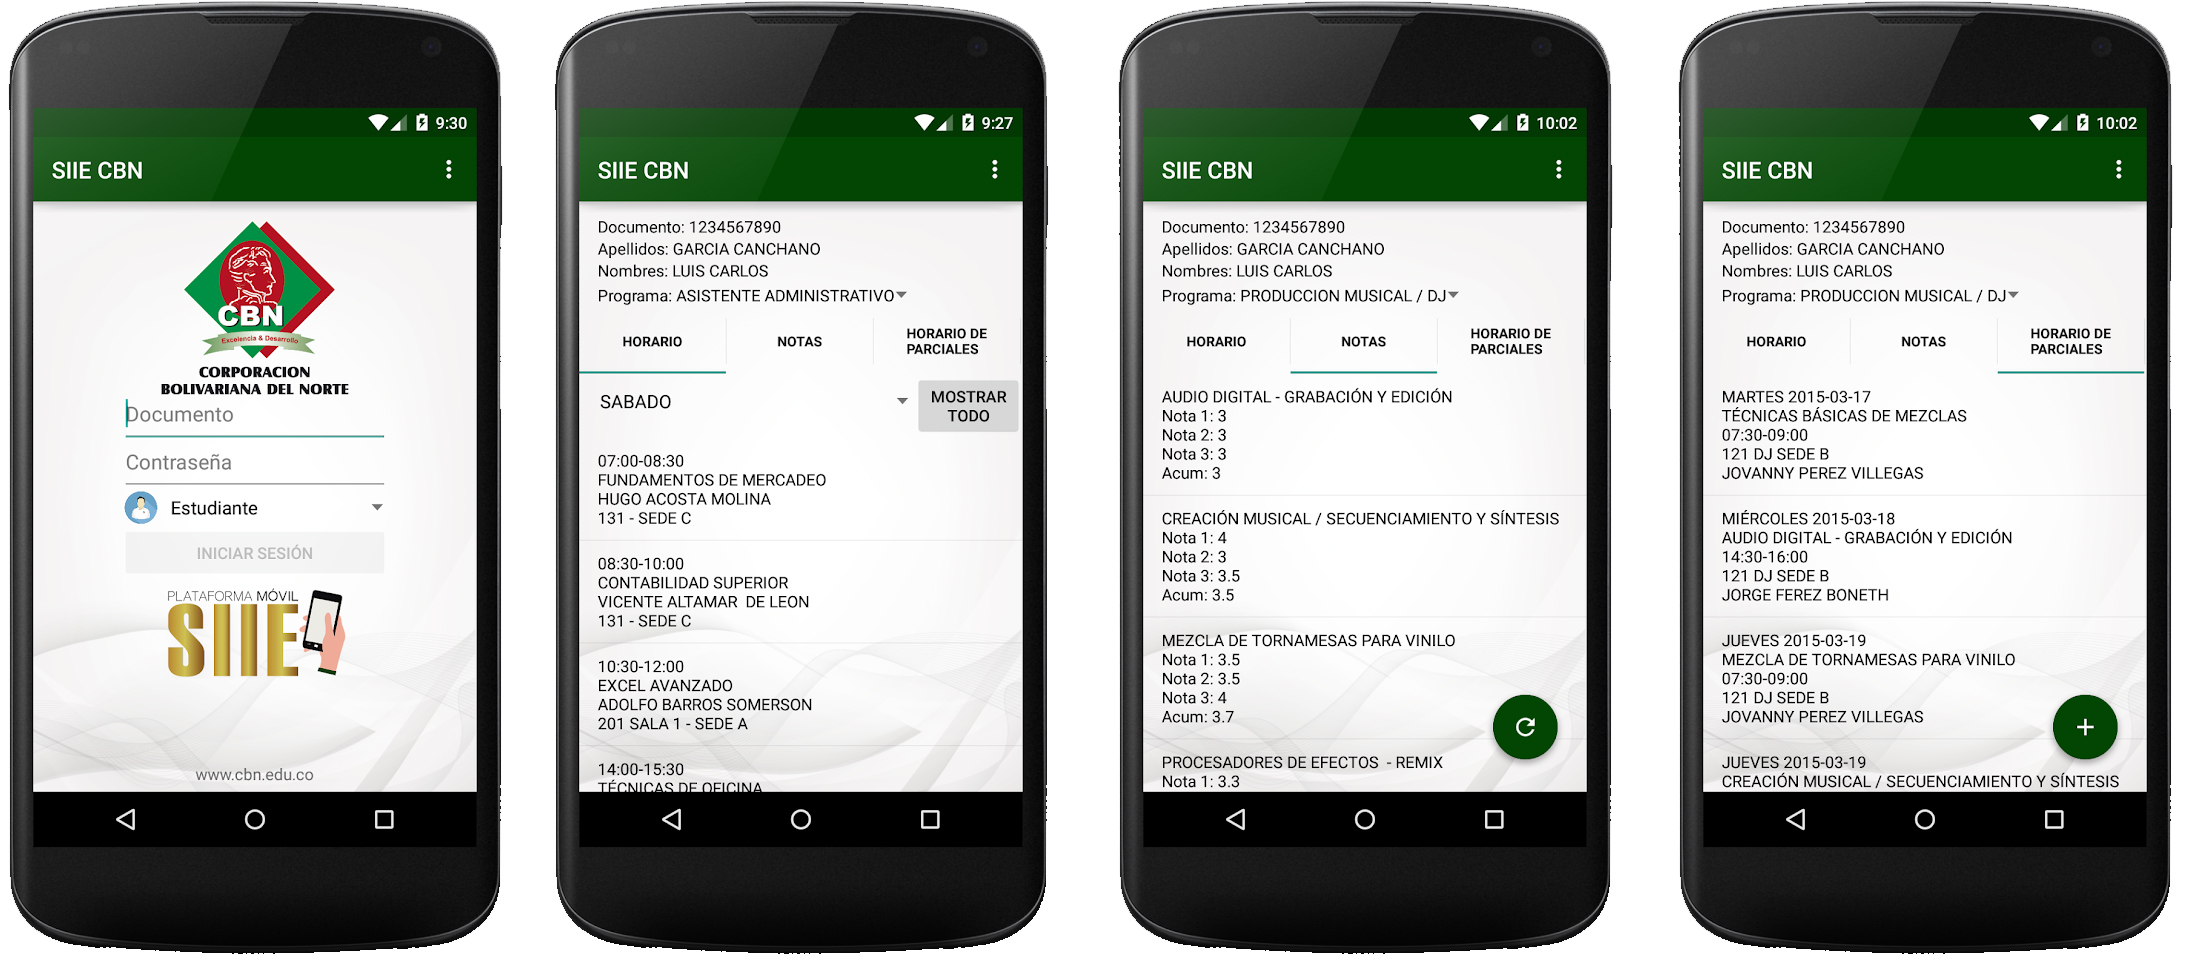 9:30
SIIE CBN
CBN
Excelencia & Desarrollo
CORPORACION
BOLIVARIANA DEL NORTE
Documento
Contraseña
Estudiante
INICIAR SESIÓN
PLATAFORMA MÓVIL
SIIE
www.cbn.edu.co
9:27
SIIE CBN
Documento: 1234567890
Apellidos: GARCIA CANCHANO
Nombres: LUIS CARLOS
Programa: ASISTENTE ADMINISTRATIVO
HORARIO
NOTAS
HORARIO DE
PARCIALES
SABADO
MOSTRAR
TODO
07:00-08:30
FUNDAMENTOS DE MERCADEO
HUGO ACOSTA MOLINA
131 - SEDE C
08:30-10:00
CONTABILIDAD SUPERIOR
VICENTE ALTAMAR  DE LEON
131 - SEDE C
10:30-12:00
EXCEL AVANZADO
ADOLFO BARROS SOMERSON
201 SALA 1 - SEDE A
14:00-15:30
TÉCNICAS DE OFICINA
10:02
SIIE CBN
Documento: 1234567890
Apellidos: GARCIA CANCHANO
Nombres: LUIS CARLOS
Programa: PRODUCCION MUSICAL / DJ
HORARIO
NOTAS
HORARIO DE
PARCIALES
AUDIO DIGITAL - GRABACIÓN Y EDICIÓN
Nota 1: 3
Nota 2: 3
Nota 3: 3
Acum: 3
CREACIÓN MUSICAL / SECUENCIAMIENTO Y SÍNTESIS
Nota 1: 4
Nota 2: 3
Nota 3: 3.5
Acum: 3.5
MEZCLA DE TORNAMESAS PARA VINILO
Nota 1: 3.5
Nota 2: 3.5
Nota 3: 4
Acum: 3.7
PROCESADORES DE EFECTOS  - REMIX
Nota 1: 3.3
10:02
SIIE CBN
Documento: 1234567890
Apellidos: GARCIA CANCHANO
Nombres: LUIS CARLOS
Programa: PRODUCCION MUSICAL / DJ
HORARIO
NOTAS
HORARIO DE
PARCIALES
MARTES 2015-03-17
TÉCNICAS BÁSICAS DE MEZCLAS
07:30-09:00
121 DJ SEDE B
JOVANNY PEREZ VILLEGAS
MIÉRCOLES 2015-03-18
AUDIO DIGITAL - GRABACIÓN Y EDICIÓN
14:30-16:00
121 DJ SEDE B
JORGE FEREZ BONETH
JUEVES 2015-03-19
MEZCLA DE TORNAMESAS PARA VINILO
07:30-09:00
121 DJ SEDE B
JOVANNY PEREZ VILLEGAS
JUEVES 2015-03-19
CREACIÓN MUSICAL / SECUENCIAMIENTO Y SÍNTESIS